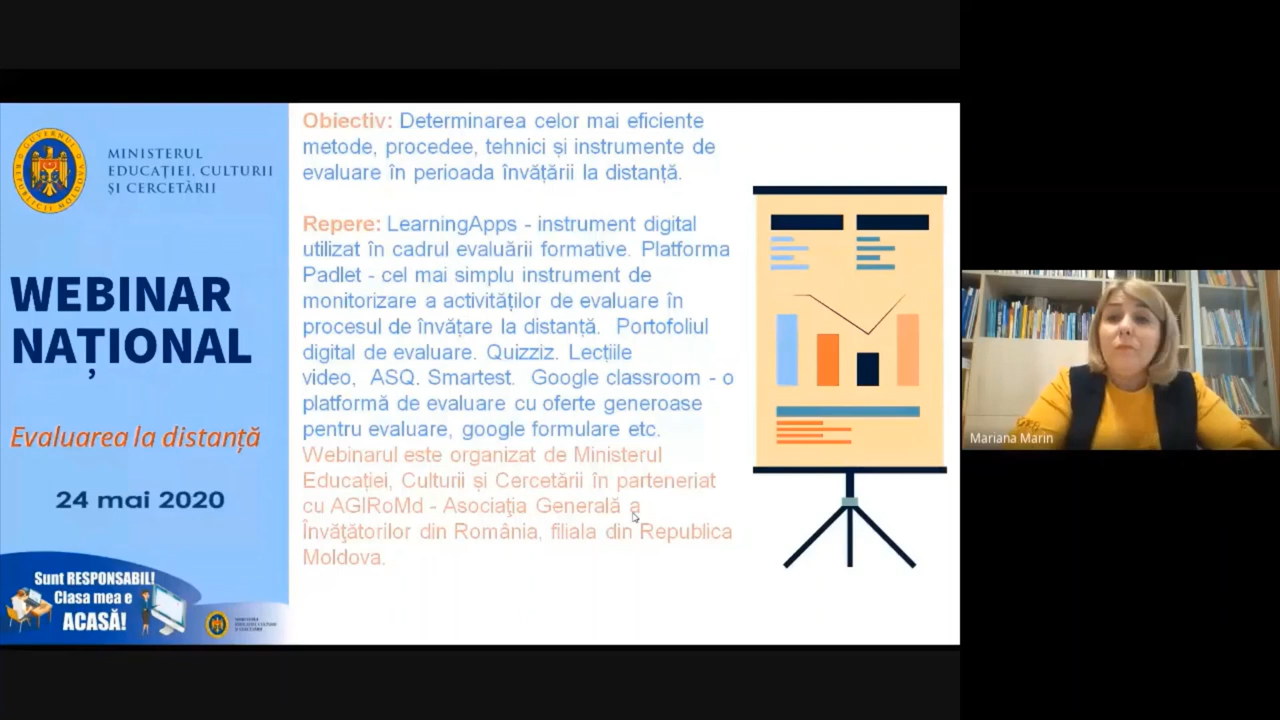 GUVERNUL
REPUBLICII MOLDOVA
MINISTERUL
EDUCAȚIEI, CULTURII
ȘI CERCETĂRII
WEBINAR
NAȚIONAL
Evaluarea la distanță
24 mai 2020
Sunt RESPONSABIL!
Clasa mea e
ACASĂ!
Obiectiv: Determinarea celor mai eficiente
metode, procedee, tehnici și instrumente de
evaluare în perioada învățării la distanță.
Repere: LearningApps - instrument digital
utilizat în cadrul evaluării formative. Platforma
Padlet - cel mai simplu instrument de
monitorizare a activităților de evaluare în
procesul de învățare la distanță. Portofoliul
digital de evaluare. Quizziz. Lecțiile
video, ASQ. Smartest. Google classroom - o
platformă de evaluare cu oferte generoase
pentru evaluare, google formulare etc.
Webinarul este organizat de Ministerul
Educației, Culturii și Cercetării în parteneriat
cu AGIRoMd - Asociaţia Generală a
Învăţătorilor din România, filiala din Republica
Moldova.
Mariana Marin